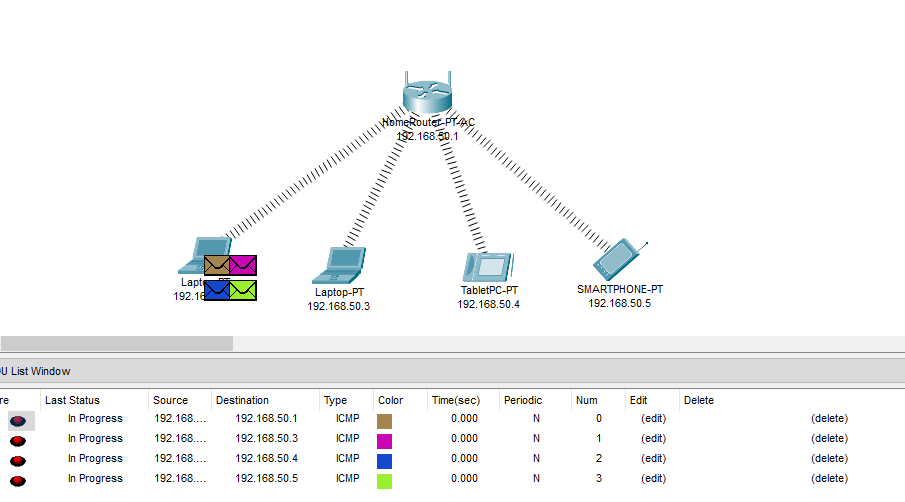 HomeRouter-PT-AC
192.168.50.1
Laptop-PT
192.168.50.3
TabletPC-PT
192.168.50.4
SMARTPHONE-PT
192.168.50.5
List Window
Last Status Source Destination Type Color Time(sec) Periodic Num Edit Delete
In Progress 192.168.... 192.168.50.1 ICMP 0.000 N 0 (edit) (delete)
In Progress 192.168.... 192.168.50.3 ICMP 0.000 N 1 (edit) (delete)
In Progress 192.168.... 192.168.50.4 ICMP 0.000 N 2 (edit) (delete)
In Progress 192.168.... 192.168.50.5 ICMP 0.000 N 3 (edit) (delete)